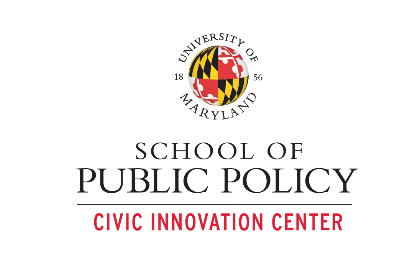 UNIVERSITY OF
18 56
MARYLAND
SCHOOL OF
PUBLIC POLICY
CIVIC INNOVATION CENTER